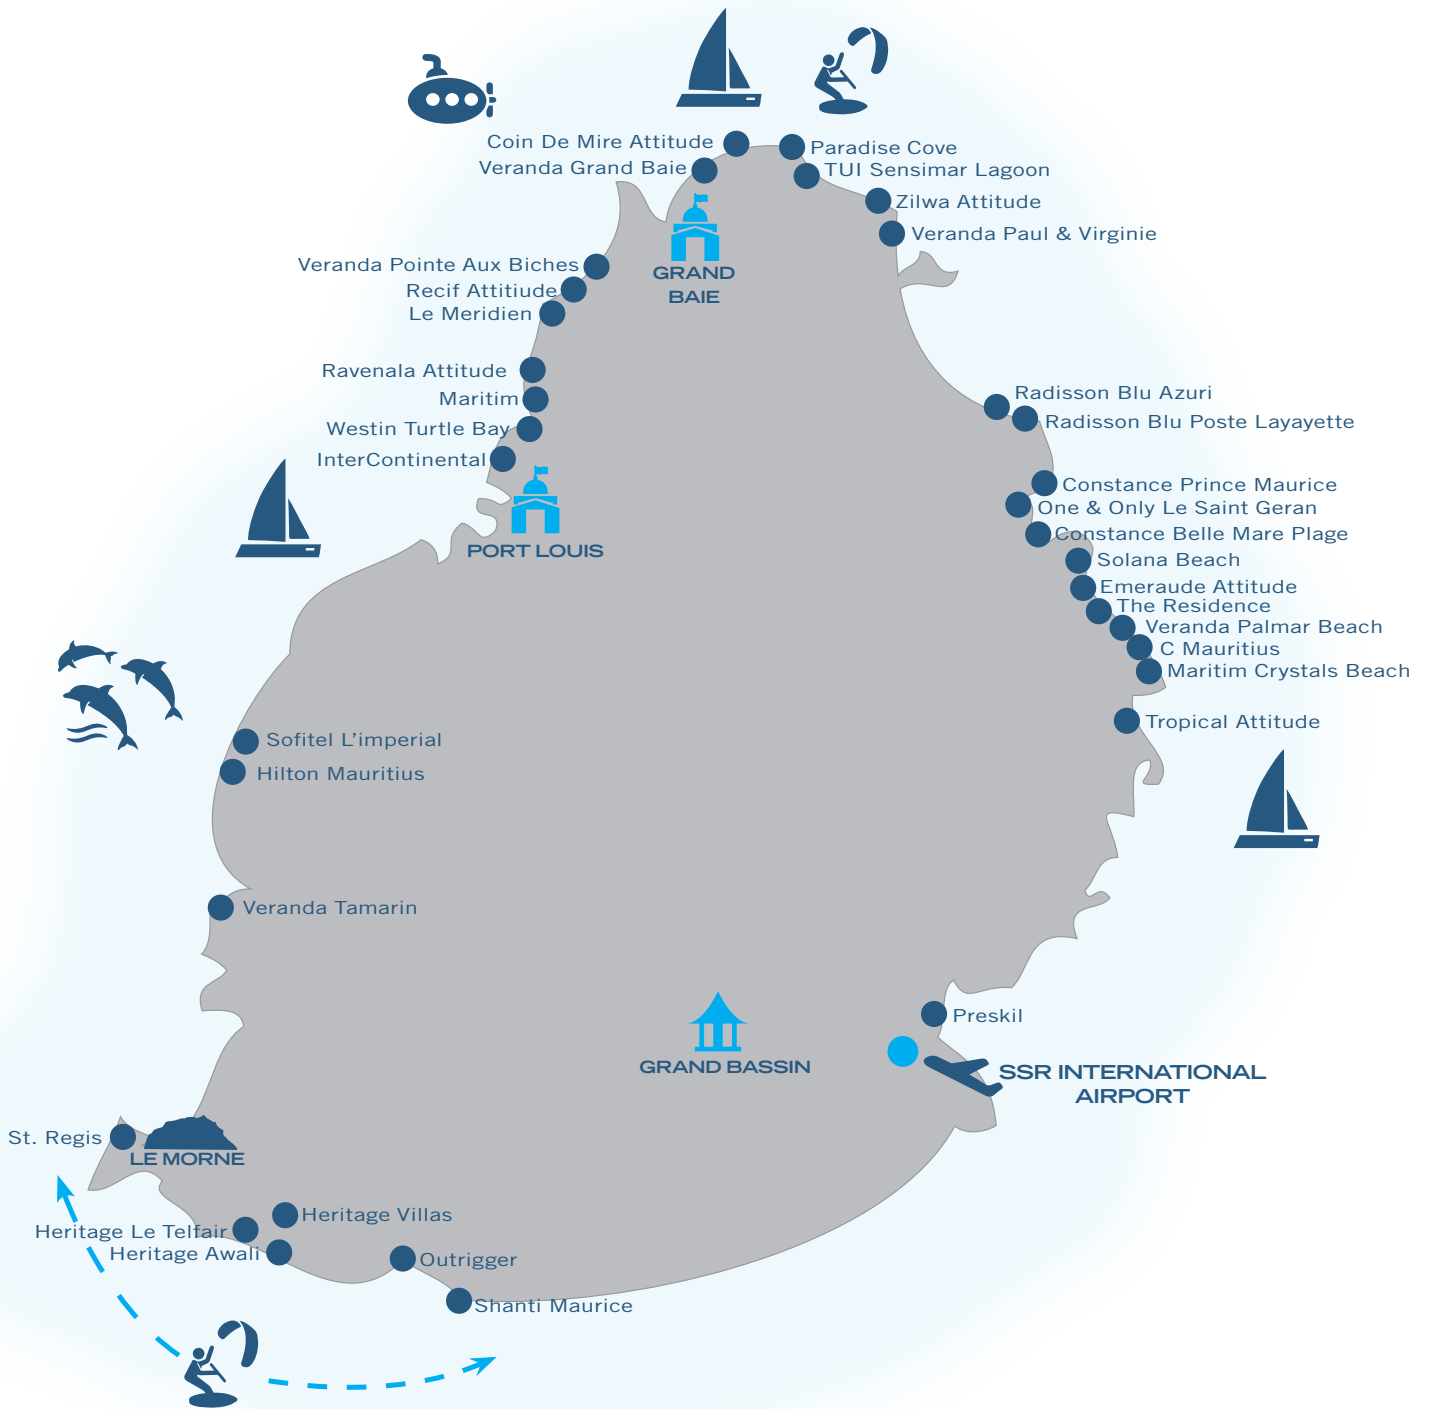 Coin De Mire Attitude
Paradise Cove
Veranda Grand Baie
TUI Sensimar Lagoon
Zilwa Attitude
Veranda Paul & Virginie
GRAND
BAIE
Veranda Pointe Aux Biches
Recif Attitiude
Le Meridien
Ravenala Attitude
Maritim
Westin Turtle Bay
InterContinental
PORT LOUIS
Radisson Blu Azuri
Radisson Blu Poste Layayette
Constance Prince Maurice
One & Only Le Saint Geran
Constance Belle Mare Plage
Solana Beach
Emeraude Attitude
The Residence
Veranda Palmar Beach
C Mauritius
Maritim Crystals Beach
Tropical Attitude
Sofitel L’imperial
Hilton Mauritius
Veranda Tamarin
Preskil
GRAND BASSIN
SSR INTERNATIONAL
AIRPORT
St. Regis
LE MORNE
Heritage Villas
Heritage Le Telfair
Heritage Awali
Outrigger
Shanti Maurice